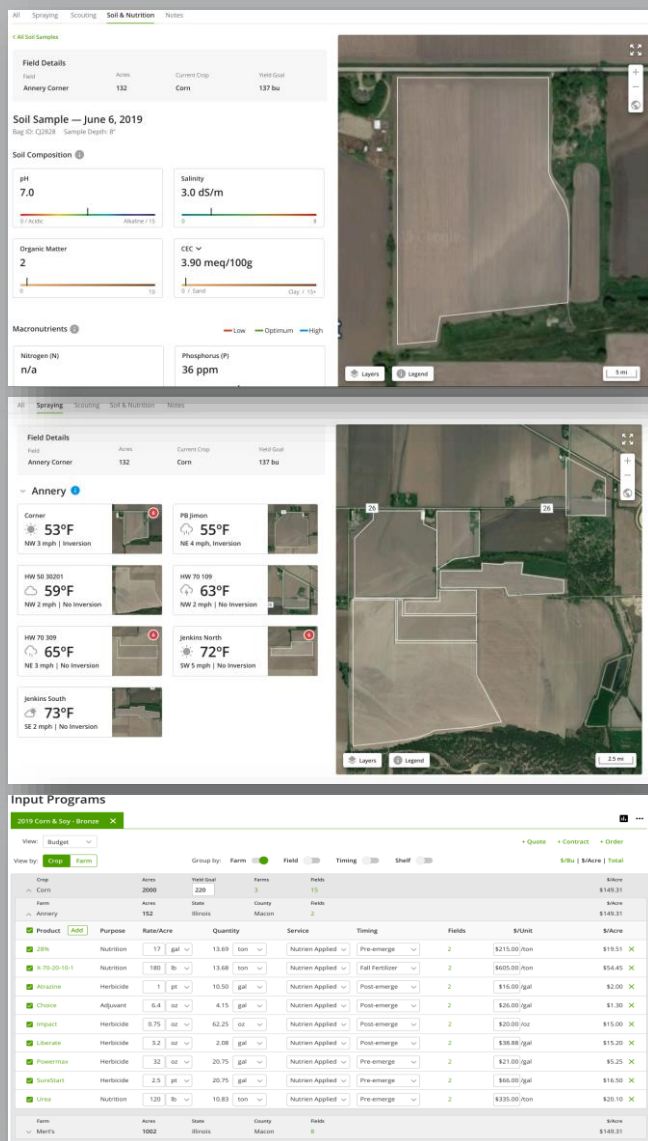 All Spraying Scouting Soil & Nutrition Notes
< All Soil Samples
Field Details
Field Acres Current Crop Yield Goal
Annery Corner 132 Corn 137 bu
Soil Sample — June 6, 2019
Bag ID: CJ2828 Sample Depth: 8"
Soil Composition
pH
7.0
0 / Acidic Alkaline / 15
Salinity
3.0 dS/m
0 8
Organic Matter
2
0 10
CEC
3.90 meq/100g
0 / Sand Clay / 15+
Macronutrients Low Optimum High
Nitrogen (N)
n/a
Phosphorus (P)
36 ppm
Layers Legend 5 mi
All Spraying Scouting Soil & Nutrition Notes
Field Details
Field Acres Current Crop Yield Goal
Annery Corner 132 Corn 137 bu
Annery
Corner
53°F
NW 3 mph | Inversion
PB Jimon
55°F
NE 4 mph, Inversion
HW 50 30201
59°F
NW 2 mph | No Inversion
HW 70 109
63°F
NW 2 mph | No Inversion
HW 70 309
65°F
NE 3 mph | No Inversion
Jenkins North
72°F
SW 5 mph | No Inversion
Jenkins South
73°F
SE 2 mph | No Inversion
26 26
Layers Legend 2.5 mi
Input Programs
2019 Corn & Soy - Bronze
View: Budget + Quote + Contract + Order
View by: Crop Farm Group by: Farm Field Timing Shelf $/Bu | $/Acre | Total
Crop Acres Yield Goal Farms Fields $/Acre
Corn 2000 220 3 15 $149.31
Farm Acres State County Fields $/Acre
Annery 152 Illinois Macon 2 $149.31
Product Add Purpose Rate/Acre Quantity Service Timing Fields $/Unit $/Acre
28% Nutrition 17 gal 13.69 ton Nutrien Applied Pre-emerge 2 $215.00 /ton $19.51
X-70-20-10-1 Nutrition 180 lb 13.68 ton Nutrien Applied Fall Fertilizer 2 $605.00 /ton $54.45
Atrazine Herbicide 1 pt 10.50 gal Nutrien Applied Post-emerge 2 $16.00 /gal $2.00
Choice Adjuvant 6.4 oz 4.15 gal Nutrien Applied Post-emerge 2 $26.00 /gal $1.30
Impact Herbicide 0.75 oz 62.25 oz Nutrien Applied Post-emerge 2 $20.00 /oz $15.00
Liberate Herbicide 3.2 oz 2.08 gal Nutrien Applied Post-emerge 2 $38.88 /gal $15.20
Powermax Herbicide 32 oz 20.75 gal Nutrien Applied Pre-emerge 2 $21.00 /gal $5.25
SureStart Herbicide 2.5 pt 20.75 gal Nutrien Applied Pre-emerge 2 $66.00 /gal $16.50
Urea Nutrition 120 lb 10.83 ton Nutrien Applied Pre-emerge 2 $335.00 /ton $20.10
Farm Acres State County Fields $/Acre
Mert's 1002 Illinois Macon 8 $149.31